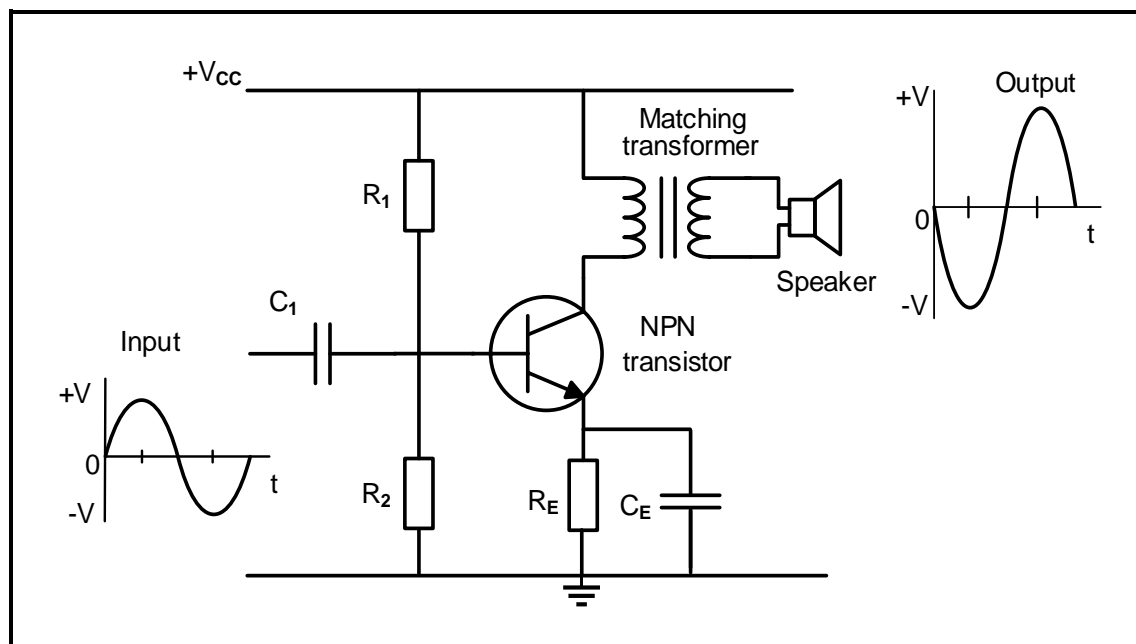 +VCC
Matching
transformer
Output
+V
0
-V
t
R1
Speaker
C1
NPN
transistor
Input
+V
0
-V
t
R2
RE
CE